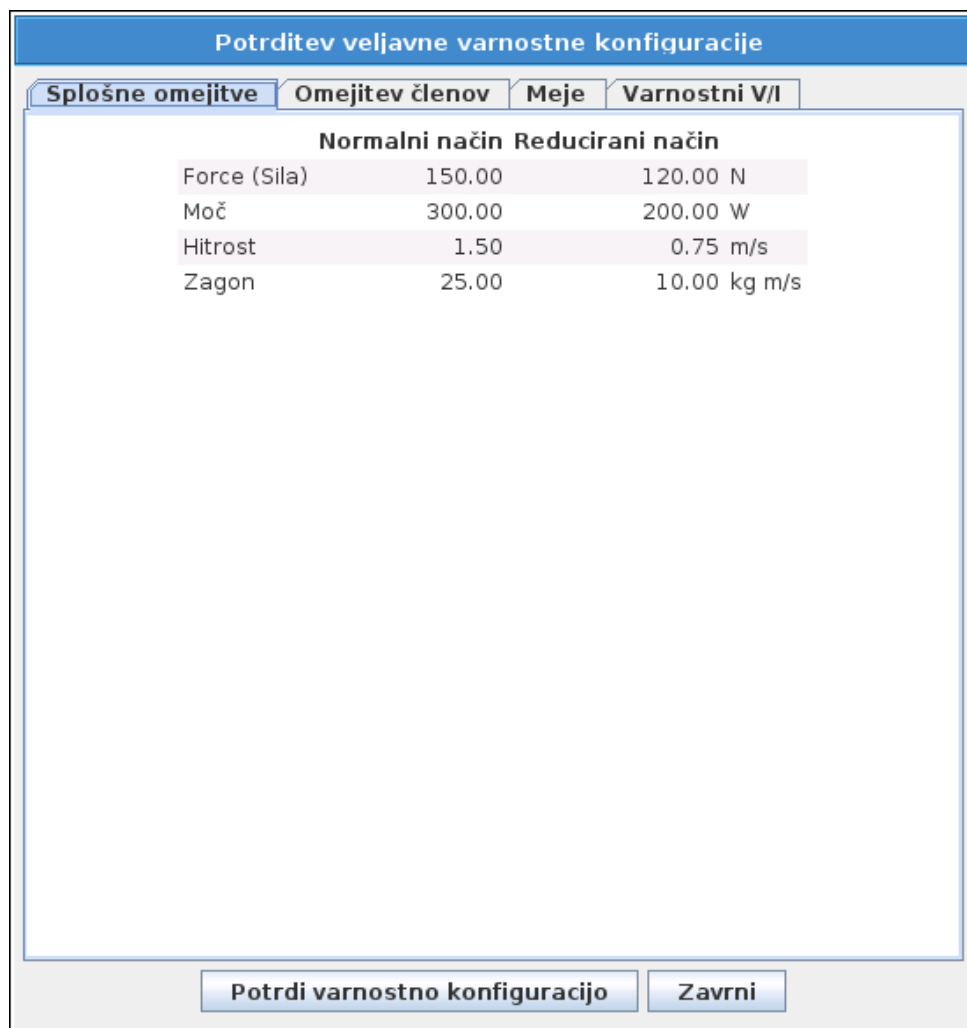 Potrditev veljavne varnostne konfiguracije
Splošne omejitve Omejitev členov Meje Varnostni V/I
Normalni način Reducirani način
Force (Sila) 150.00 120.00 N
Moč 300.00 200.00 W
Hitrost 1.50 0.75 m/s
Zagon 25.00 10.00 kg m/s
Potrdi varnostno konfiguracijo Zavrni